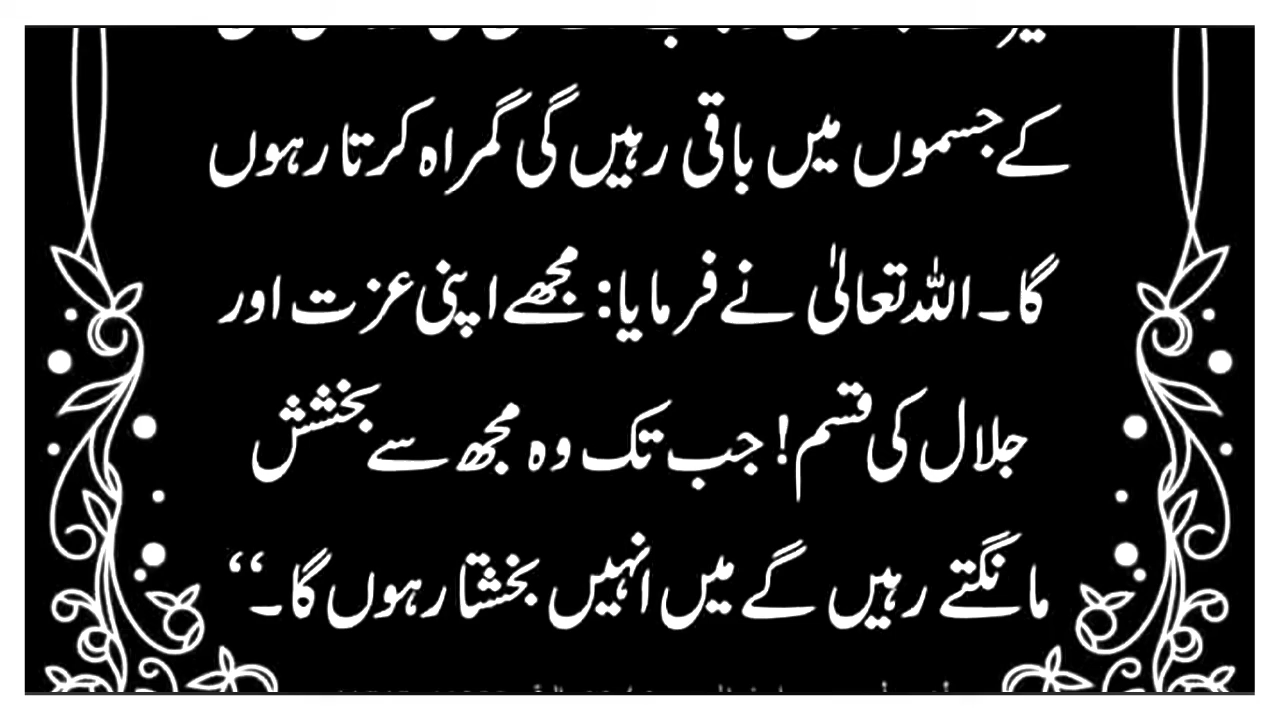 کے جسموں میں باقی رہیں گی گمراہ کرتا رہوں
گا۔ اللہ تعالیٰ نے فرمایا: مجھے اپنی عزت اور
جلال کی قسم! جب تک وہ مجھ سے بخشش
مانگتے رہیں گے میں انہیں بخشتا رہوں گا۔‘‘